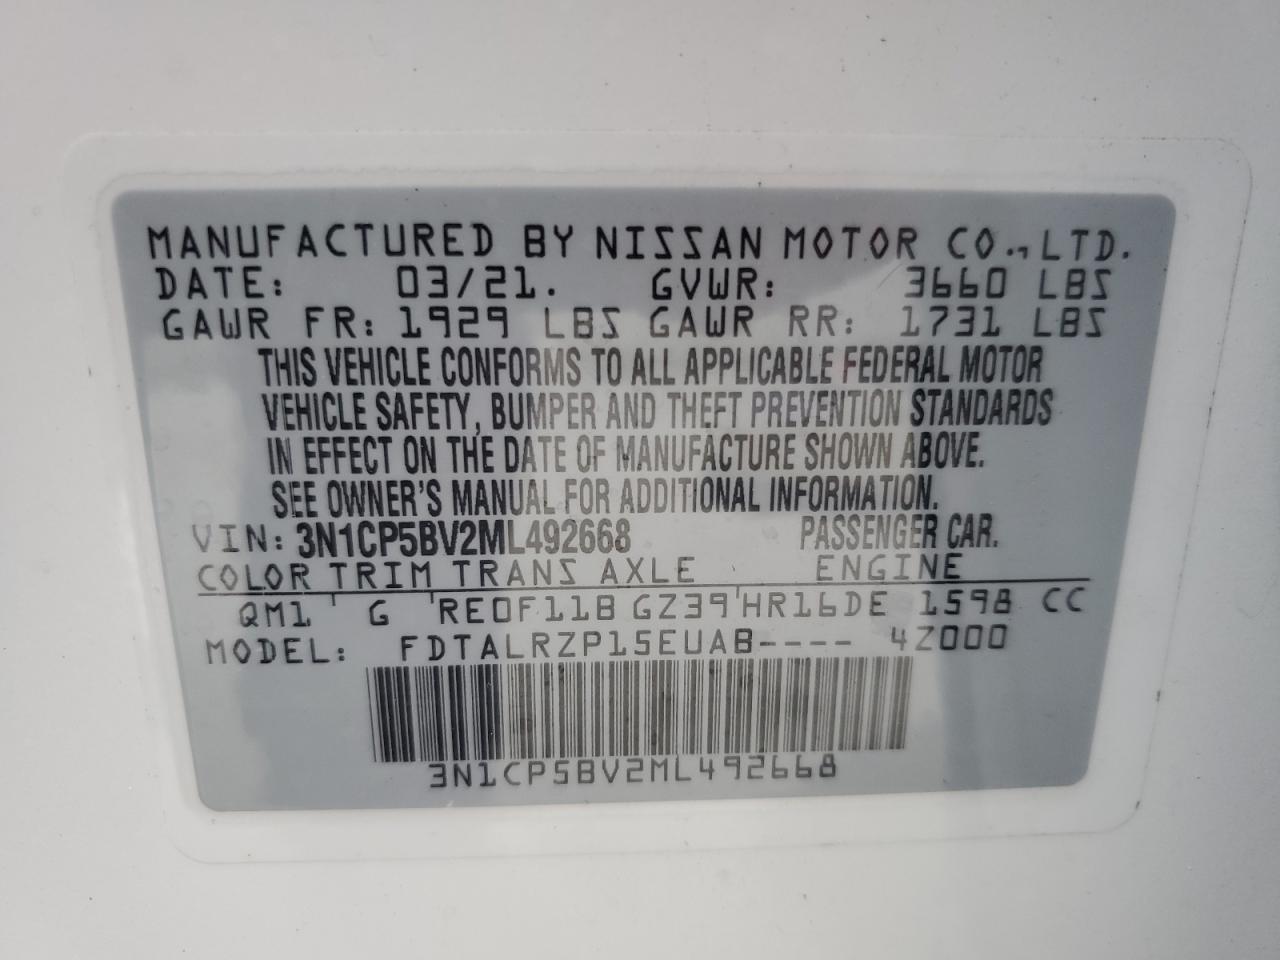 MANUFACTURED BY NISSAN MOTOR CO., LTD.
DATE: 03/21. GVWR: 3660 LBS
GAWR FR: 1929 LBS GAWR RR: 1731 LBS
THIS VEHICLE CONFORMS TO ALL APPLICABLE FEDERAL MOTOR
VEHICLE SAFETY, BUMPER AND THEFT PREVENTION STANDARDS
IN EFFECT ON THE DATE OF MANUFACTURE SHOWN ABOVE.
SEE OWNER'S MANUAL FOR ADDITIONAL INFORMATION.
VIN: 3N1CP5BV2ML492668 PASSENGER CAR.
COLOR TRIM TRANS AXLE ENGINE
QM1 G RE0F11B GZ39 HR16DE 1598 CC
MODEL: FDTALRZP15EUAB---- 4Z000
3N1CP5BV2ML492668